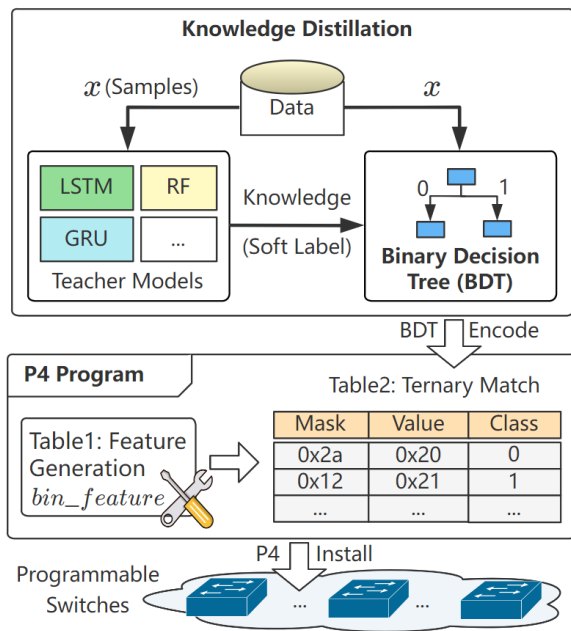 Knowledge Distillation
x (Samples)
Data
x
LSTM
RF
GRU
...
Teacher Models
Knowledge
(Soft Label)
0
1
Binary Decision
Tree (BDT)
BDT
Encode
P4 Program
Table2: Ternary Match
Table1: Feature
Generation
bin_feature
Mask Value Class
0x2a 0x20 0
0x12 0x21 1
... ... ...
P4
Install
Programmable
Switches
...
...